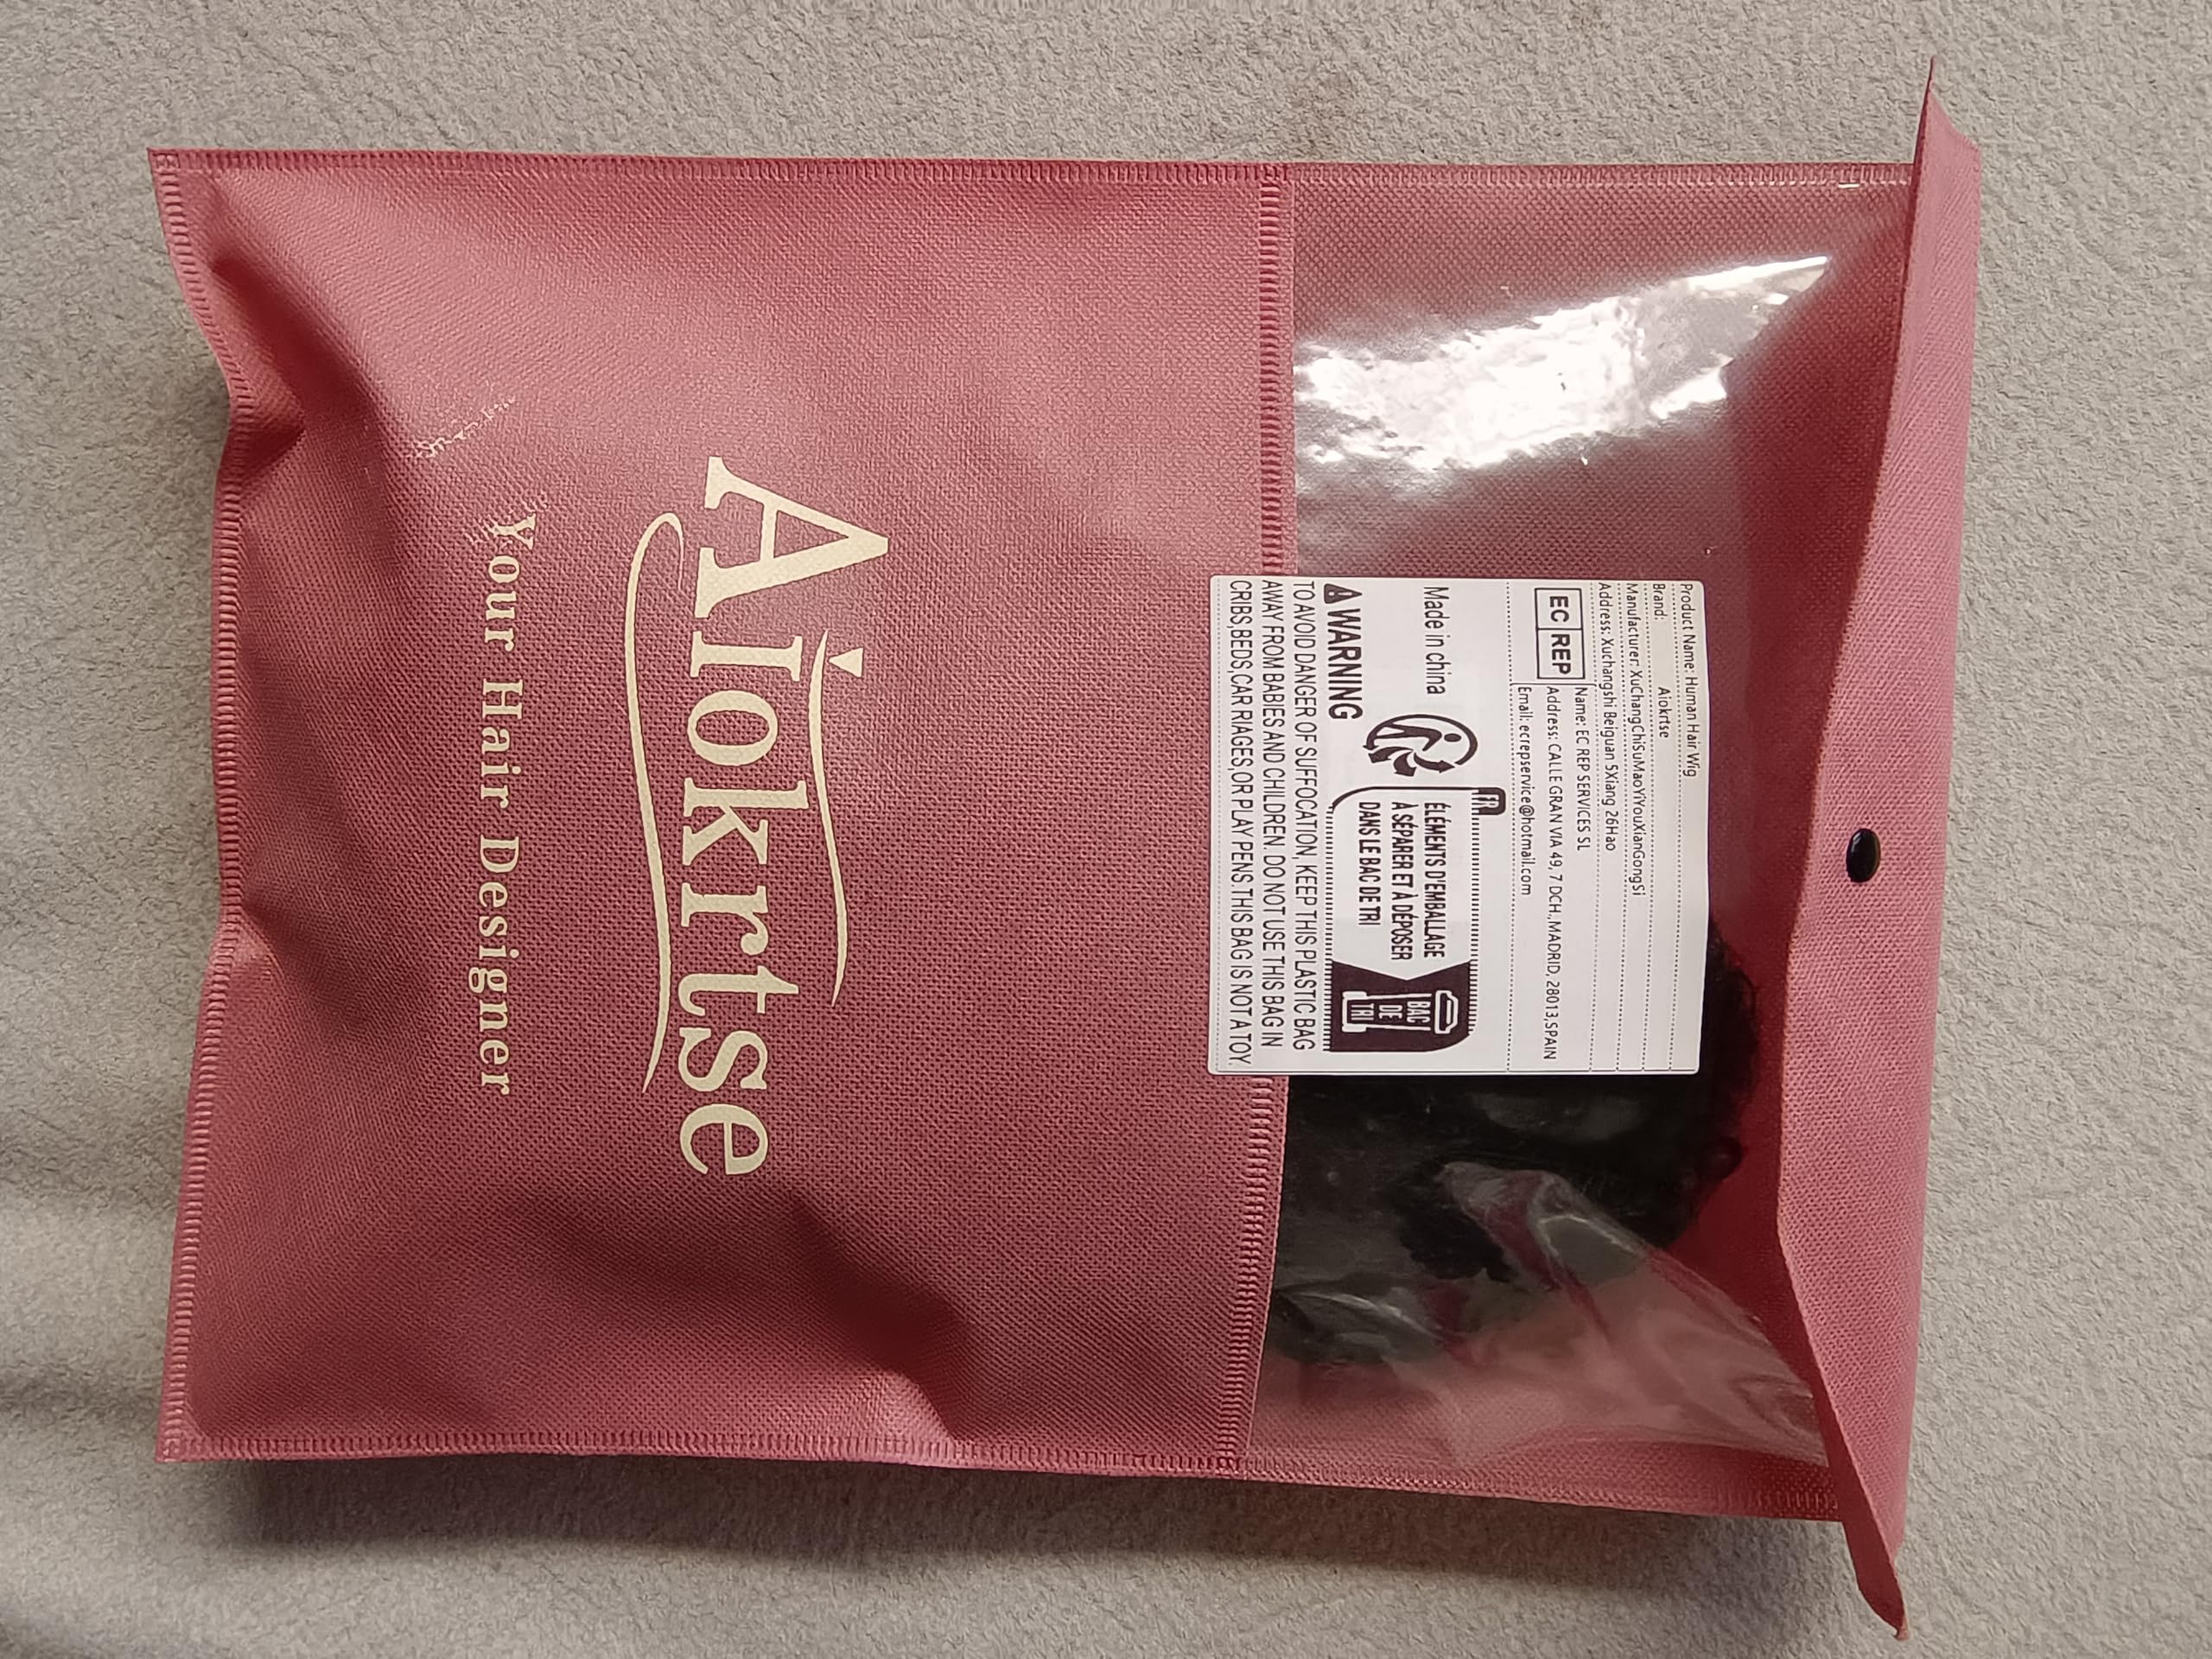 Product Name: Human Hair Wig
Brand: Aiokrtse
Manufacturer: XuChangChiSuMaoYiYouXianGongSi
Address: Xuchangshi Beiguan 5Xiang 26Hao
EC REP
Name: EC REP SERVICES SL
Address: CALLE GRAN VIA 49, 7 DCH., MADRID, 28013,SPAIN
Email: ecrepservice@hotmail.com
Made in china
FR
ÉLÉMENTS D'EMBALLAGE
À SÉPARER ET À DÉPOSER
DANS LE BAC DE TRI
BAC
DE
TRI
WARNING
TO AVOID DANGER OF SUFFOCATION, KEEP THIS PLASTIC BAG
AWAY FROM BABIES AND CHILDREN. DO NOT USE THIS BAG IN
CRIBS,BEDS,CAR RIAGES,OR PLAY PENS.THIS BAG IS NOT A TOY.
Aiokrtse
Your Hair Designer